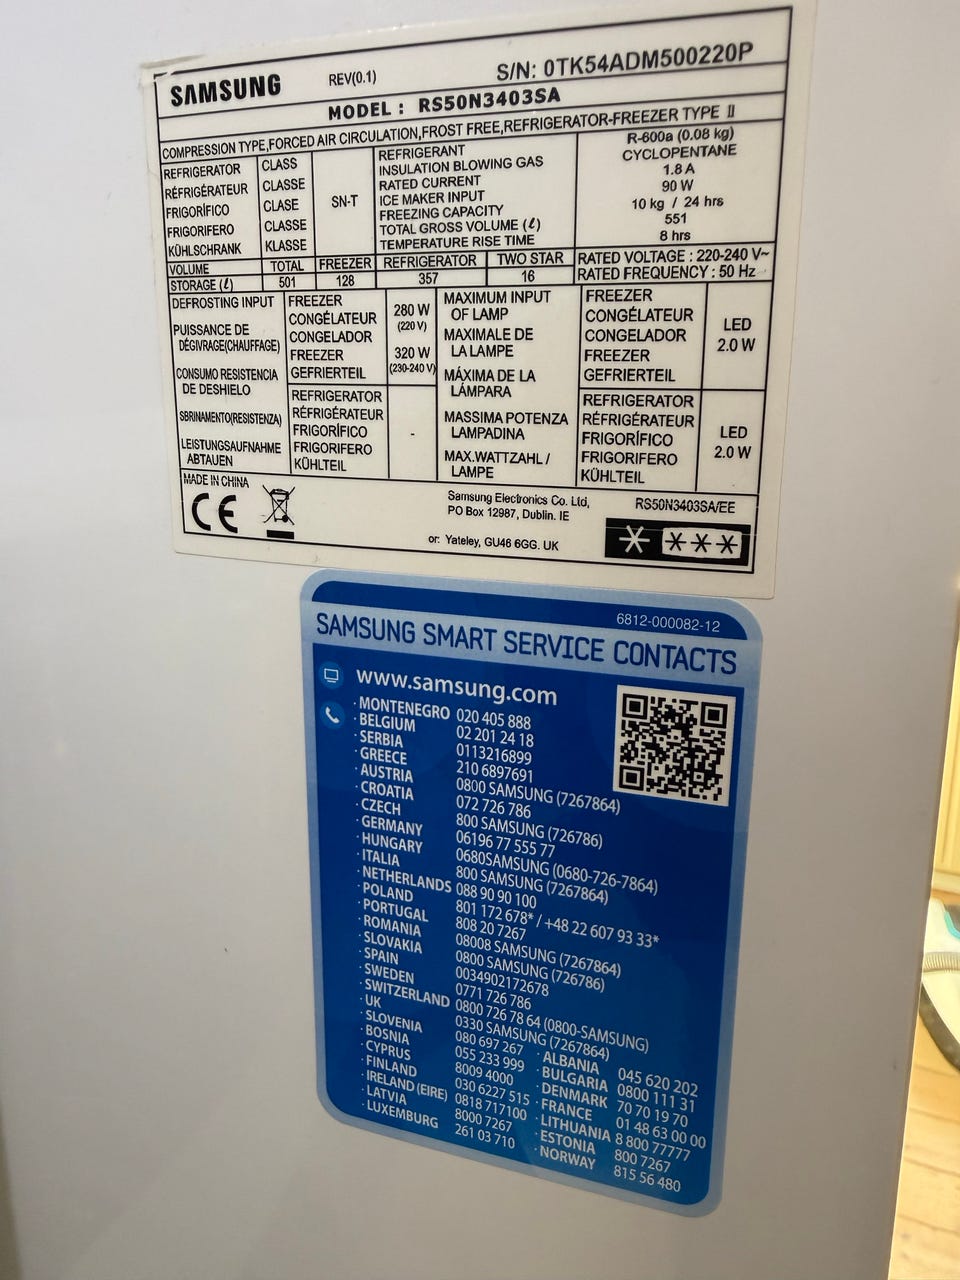 SAMSUNG REV(0.1) S/N: 0TK54ADM500220P
MODEL : RS50N3403SA
COMPRESSION TYPE,FORCED AIR CIRCULATION,FROST FREE,REFRIGERATOR-FREEZER TYPE II
REFRIGERATOR CLASS
RÉFRIGÉRATEUR CLASSE
FRIGORÍFICO CLASE
FRIGORIFERO CLASSE
KÜHLSCHRANK KLASSE
SN-T
REFRIGERANT R-600a (0.08 kg)
INSULATION BLOWING GAS CYCLOPENTANE
RATED CURRENT 1.8 A
ICE MAKER INPUT 90 W
FREEZING CAPACITY 10 kg / 24 hrs
TOTAL GROSS VOLUME (ℓ) 551
TEMPERATURE RISE TIME 8 hrs
VOLUME TOTAL FREEZER REFRIGERATOR TWO STAR RATED VOLTAGE : 220-240 V~
STORAGE (ℓ) 501 128 357 16 RATED FREQUENCY : 50 Hz
DEFROSTING INPUT
PUISSANCE DE
DÉGIVRAGE(CHAUFFAGE)
CONSUMO RESISTENCIA
DE DESHIELO
SBRINAMENTO(RESISTENZA)
LEISTUNGSAUFNAHME
ABTAUEN
FREEZER
CONGÉLATEUR
CONGELADOR
FREEZER
GEFRIERTEIL
280 W
(220 V)
320 W
(230-240 V)
REFRIGERATOR
RÉFRIGÉRATEUR
FRIGORÍFICO
FRIGORIFERO
KÜHLTEIL
-
MAXIMUM INPUT
OF LAMP
MAXIMALE DE
LA LAMPE
MÁXIMA DE LA
LÁMPARA
MASSIMA POTENZA
LAMPADINA
MAX.WATTZAHL /
LAMPE
FREEZER
CONGÉLATEUR
CONGELADOR
FREEZER
GEFRIERTEIL
LED
2.0 W
REFRIGERATOR
RÉFRIGÉRATEUR
FRIGORÍFICO
FRIGORIFERO
KÜHLTEIL
LED
2.0 W
MADE IN CHINA
CE
Samsung Electronics Co. Ltd,
PO Box 12987, Dublin. IE
or: Yateley, GU46 6GG. UK
RS50N3403SA/EE
6812-000082-12
SAMSUNG SMART SERVICE CONTACTS
www.samsung.com
· MONTENEGRO 020 405 888
· BELGIUM 02 201 24 18
· SERBIA 0113216899
· GREECE 210 6897691
· AUSTRIA 0800 SAMSUNG (7267864)
· CROATIA 072 726 786
· CZECH 800 SAMSUNG (726786)
· GERMANY 06196 77 555 77
· HUNGARY 0680SAMSUNG (0680-726-7864)
· ITALIA 800 SAMSUNG (7267864)
· NETHERLANDS 088 90 90 100
· POLAND 801 172 678* / +48 22 607 93 33*
· PORTUGAL 808 20 7267
· ROMANIA 08008 SAMSUNG (7267864)
· SLOVAKIA 0800 SAMSUNG (726786)
· SPAIN 0034902172678
· SWEDEN 0771 726 786
· SWITZERLAND 0800 726 78 64 (0800-SAMSUNG)
· UK 0330 SAMSUNG (7267864)
· SLOVENIA 080 697 267
· BOSNIA 055 233 999
· CYPRUS 8009 4000
· FINLAND 030 6227 515
· IRELAND (EIRE) 0818 717100
· LATVIA 8000 7267
· LUXEMBURG 261 03 710
· ALBANIA 045 620 202
· BULGARIA 0800 111 31
· DENMARK 70 70 19 70
· FRANCE 01 48 63 00 00
· LITHUANIA 8 800 77777
· ESTONIA 800 7267
· NORWAY 815 56 480